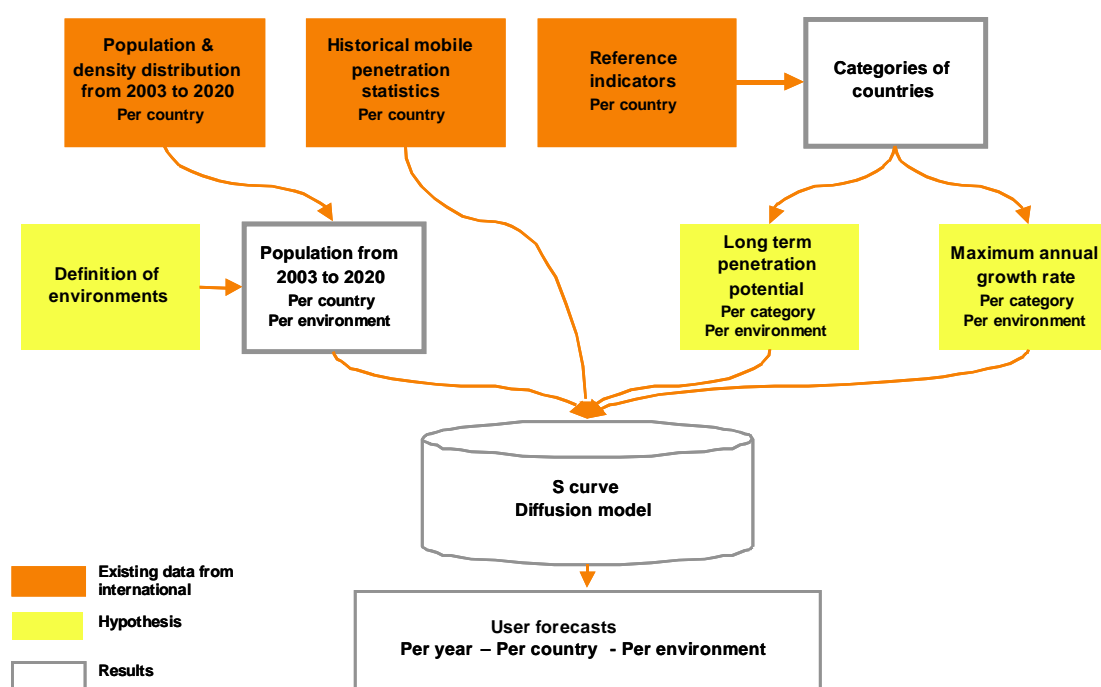 Population &
density distribution
from 2003 to 2020
Per country
Historical mobile
penetration
statistics
Per country
Reference
indicators
Per country
Categories of
countries
Definition of
environments
Population from
2003 to 2020
Per country
Per environment
Long term
penetration
potential
Per category
Per environment
Maximum annual
growth rate
Per category
Per environment
S curve
Diffusion model
Existing data from
international
Hypothesis
Results
User forecasts
Per year – Per country - Per environment